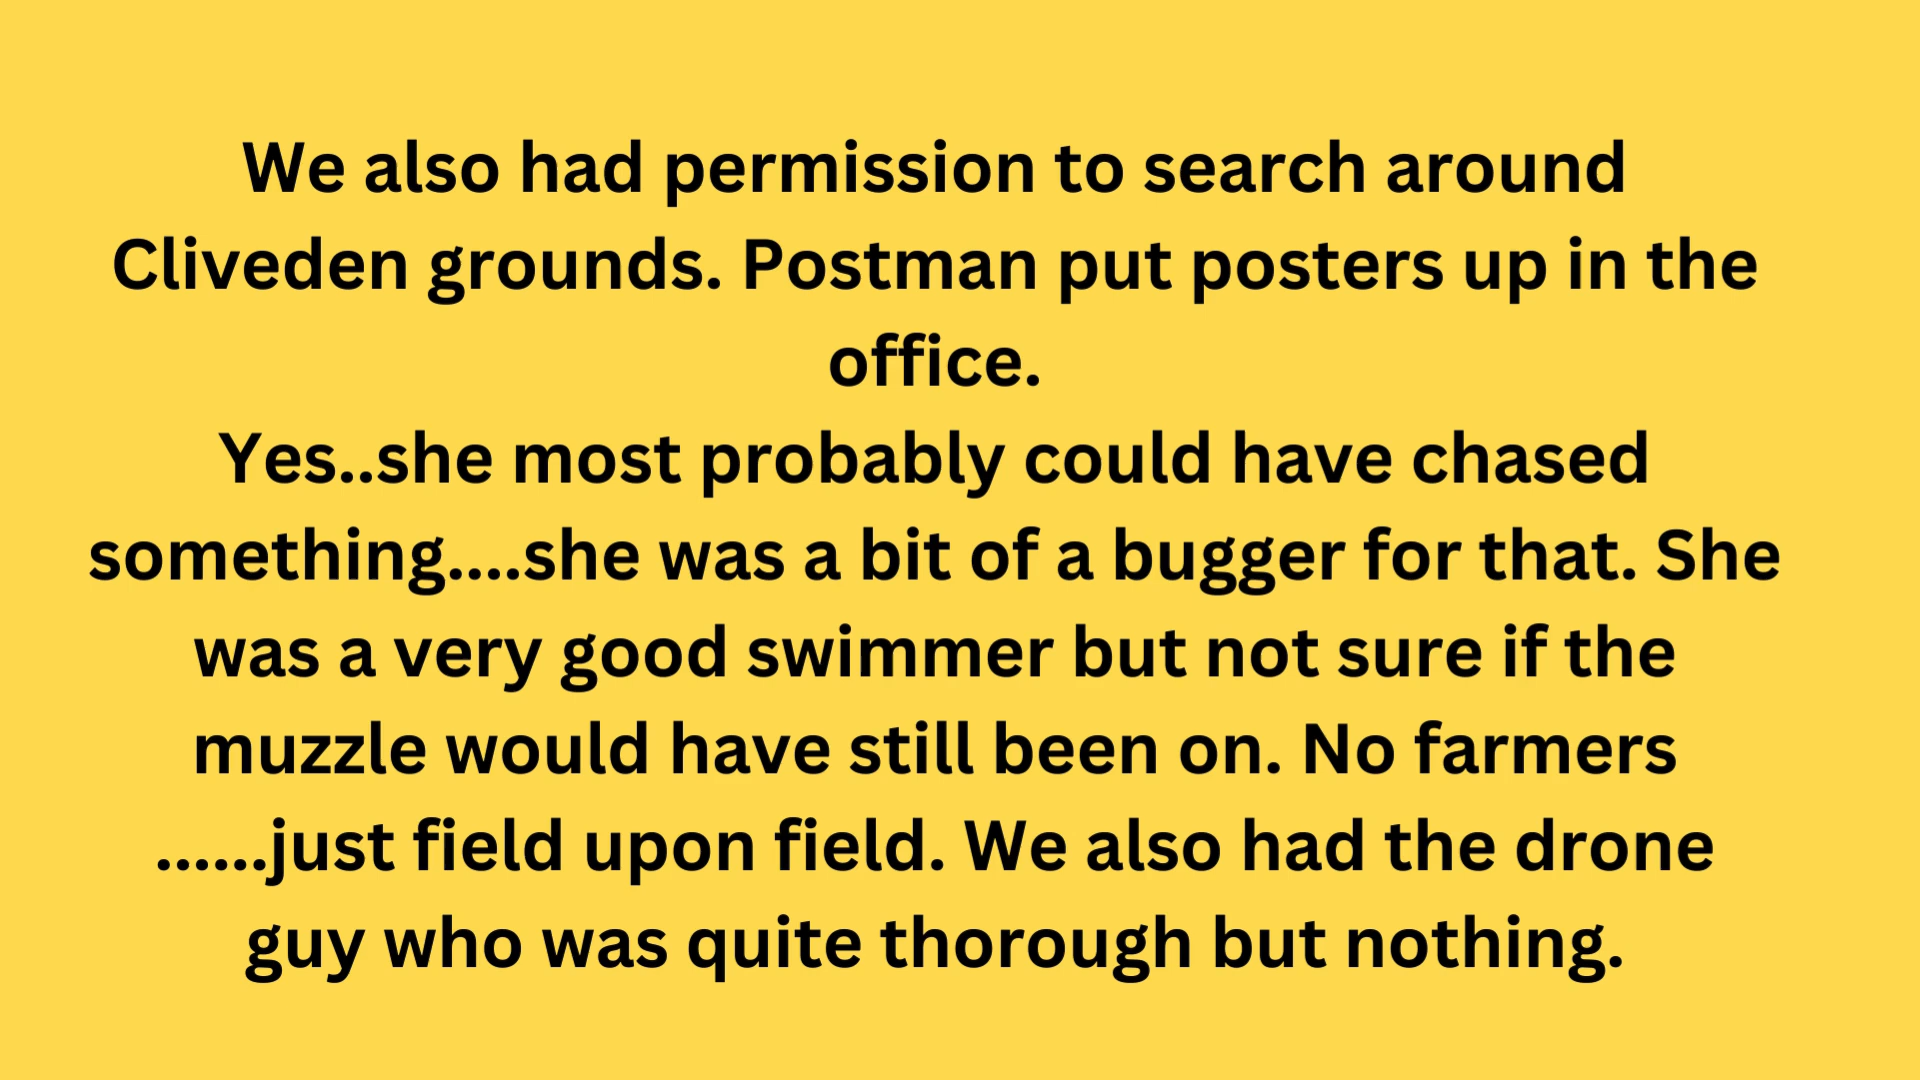 We also had permission to search around
Cliveden grounds. Postman put posters up in the
office.
Yes..she most probably could have chased
something....she was a bit of a bugger for that. She
was a very good swimmer but not sure if the
muzzle would have still been on. No farmers
......just field upon field. We also had the drone
guy who was quite thorough but nothing.